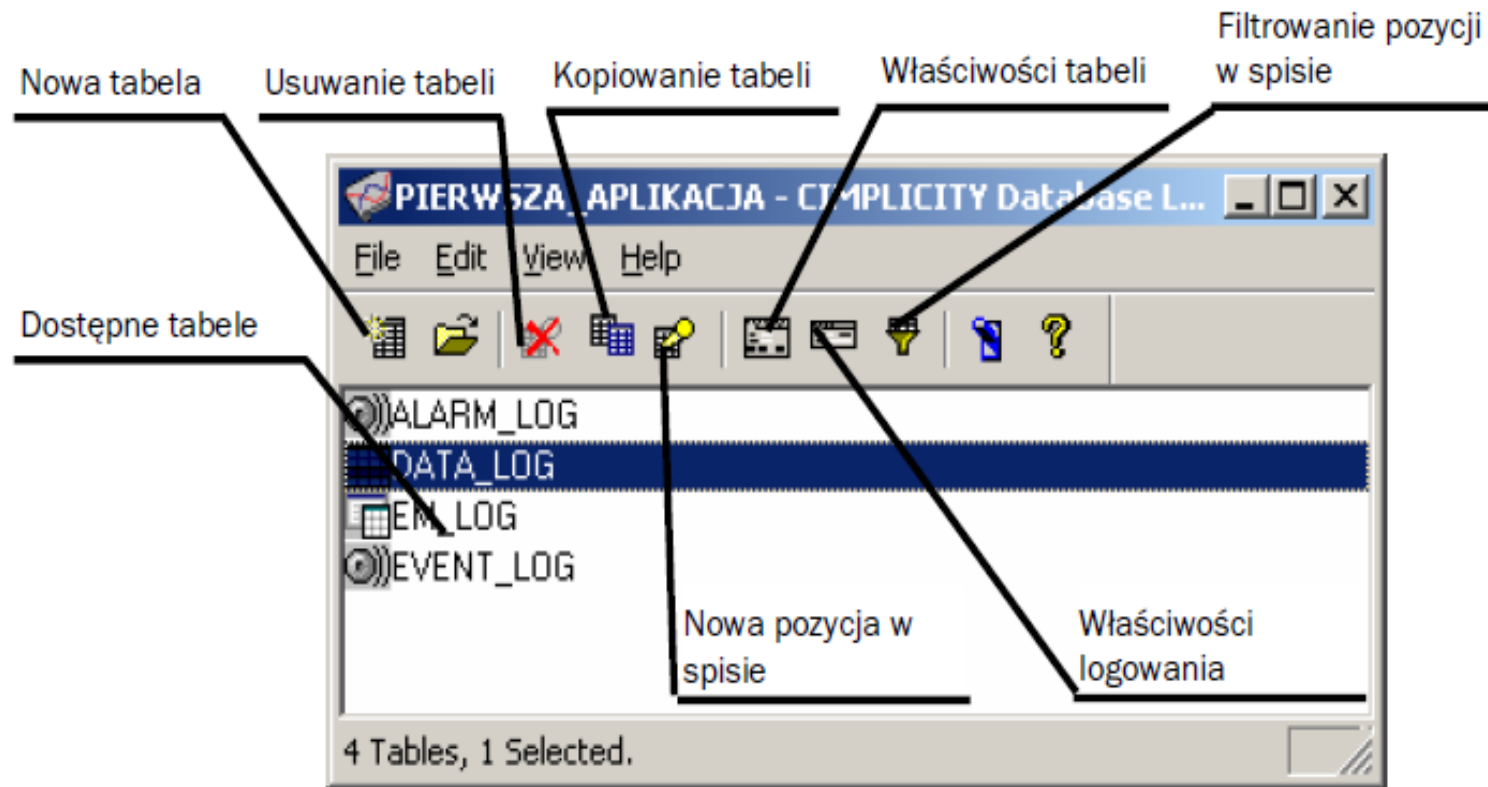 Filtrowanie pozycji
w spisie
Nowa tabela
Usuwanie tabeli
Kopiowanie tabeli
Właściwości tabeli
PIERWSZA_APLIKACJA - CIMPLICITY Database L...
File Edit View Help
Dostępne tabele
ALARM_LOG
DATA_LOG
EM_LOG
EVENT_LOG
Nowa pozycja w
spisie
Właściwości
logowania
4 Tables, 1 Selected.